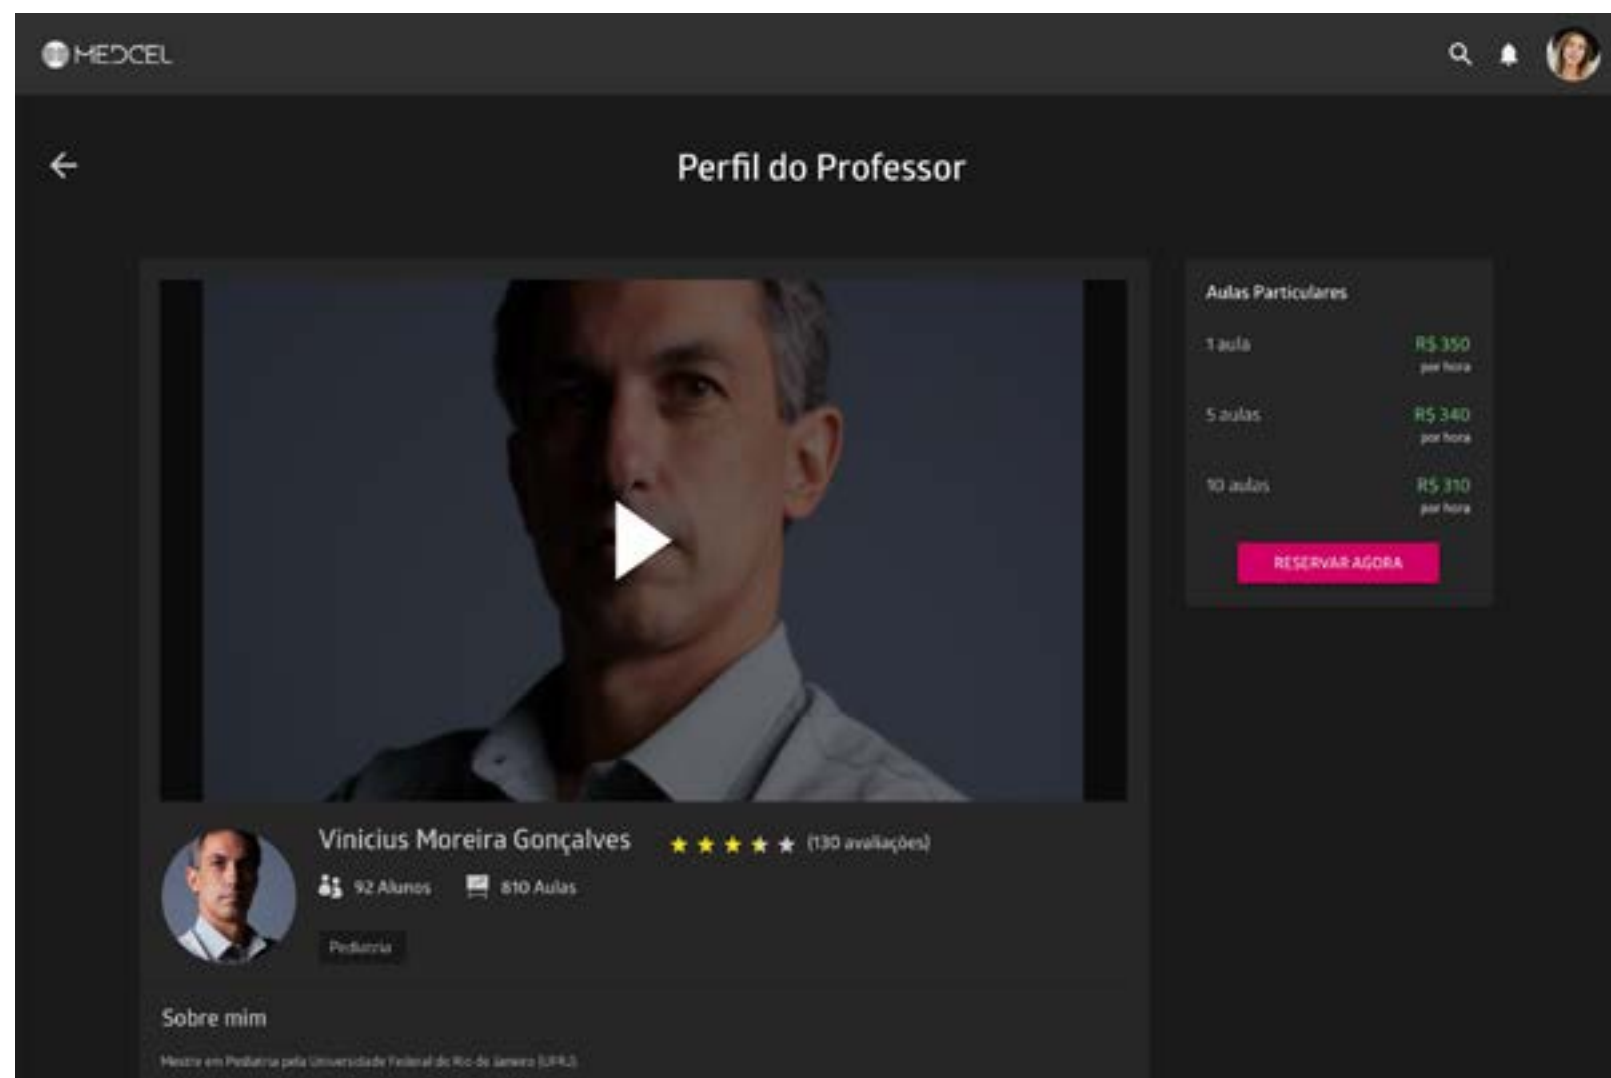 MEDCEL
Perfil do Professor
Aulas Particulares
1 aula
R$ 350
por hora
5 aulas
R$ 340
por hora
10 aulas
R$ 310
por hora
RESERVAR AGORA
Vinicius Moreira Gonçalves
(130 avaliações)
92 Alunos
810 Aulas
Pediatria
Sobre mim
Mestre em Pediatria pela Universidade Federal do Rio de Janeiro (UFRJ)